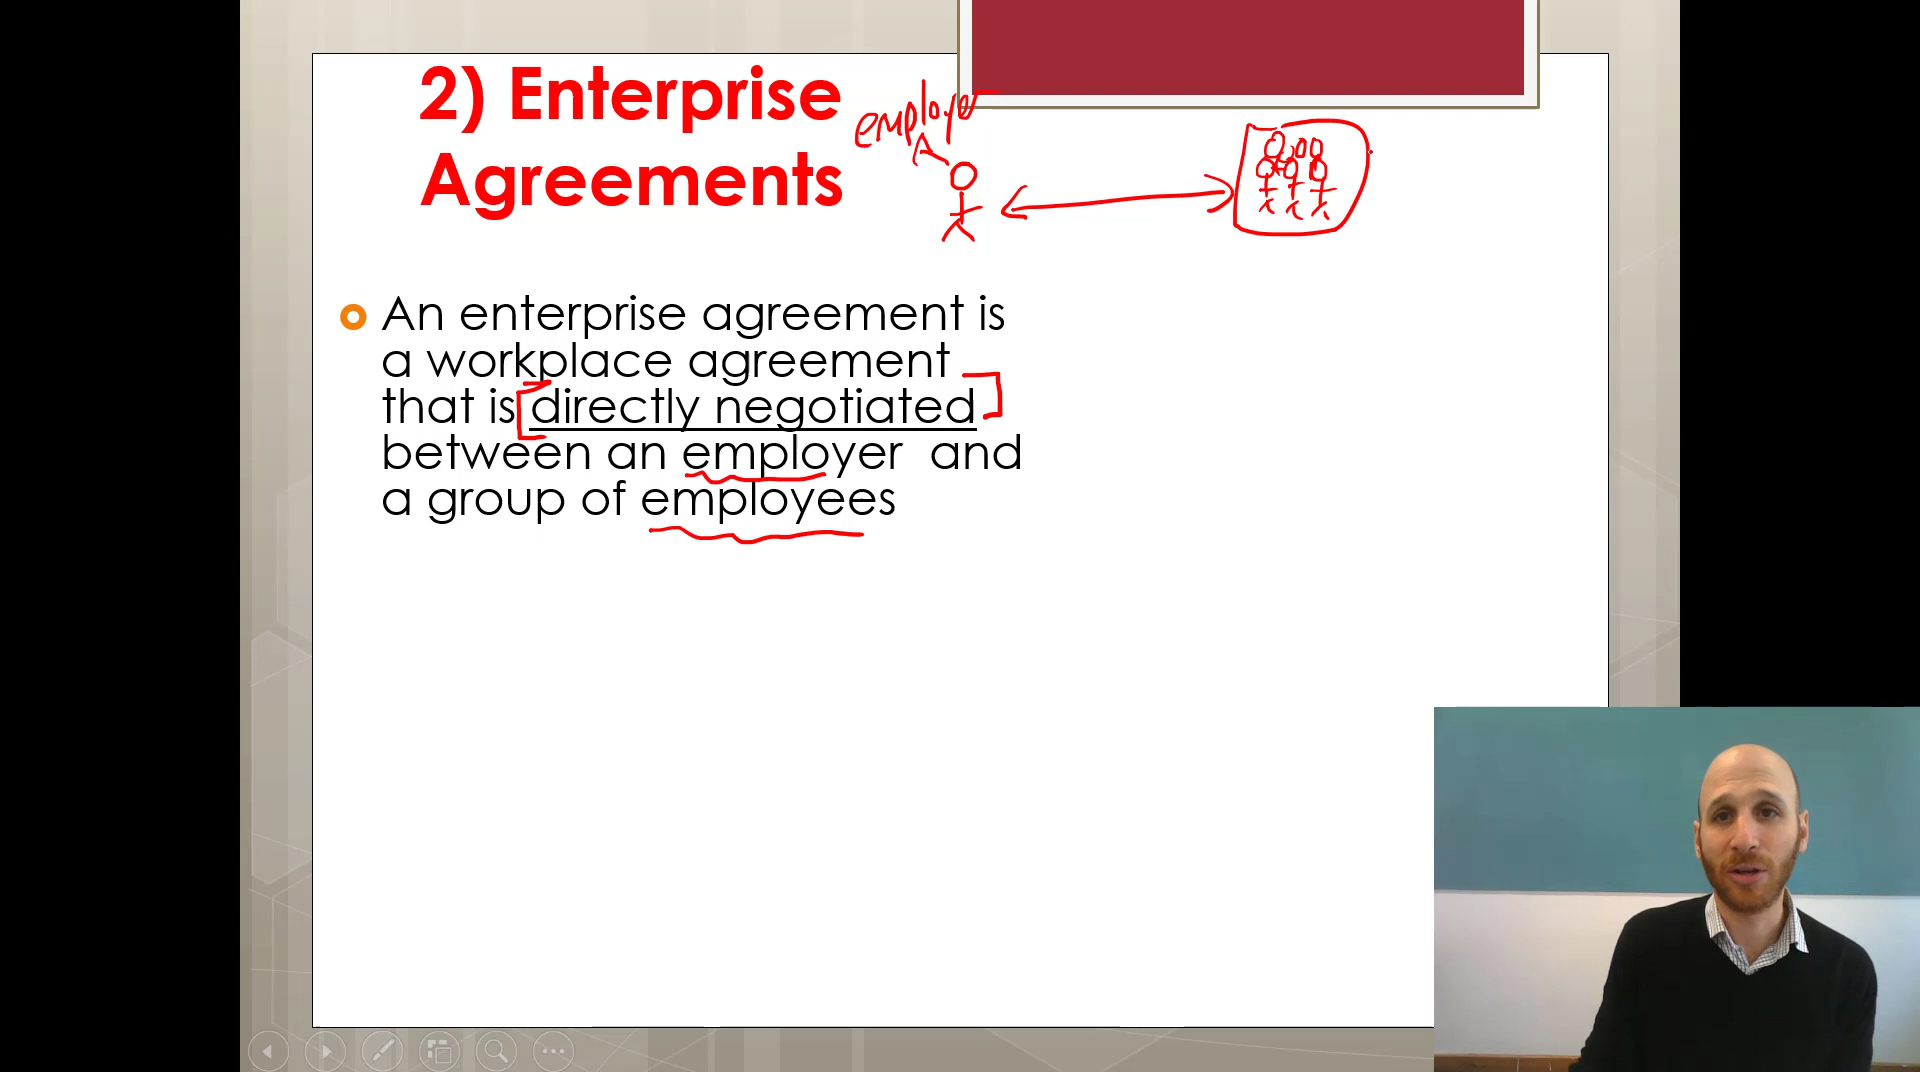 2) Enterprise
Agreements
employer
An enterprise agreement is
a workplace agreement
that is directly negotiated
between an employer and
a group of employees